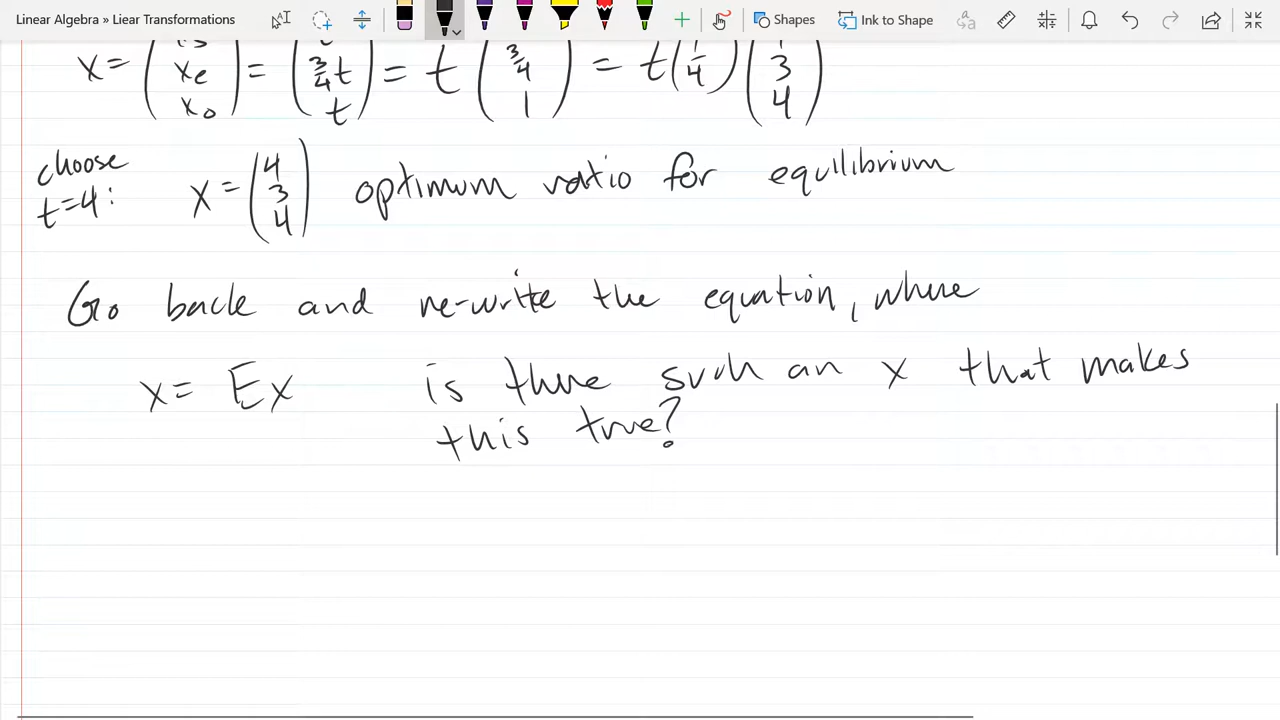 Linear Algebra » Liear Transformations
Shapes
Ink to Shape
x = ( x_e x_o ) = ( 3/4 t t ) = t ( 3/4 1 ) = t(1/4) ( 3 4 )
choose t=4: x = ( 4 3 4 ) optimum ratio for equilibrium
Go back and re-write the equation, where
x = Ex is there such an x that makes
this true?